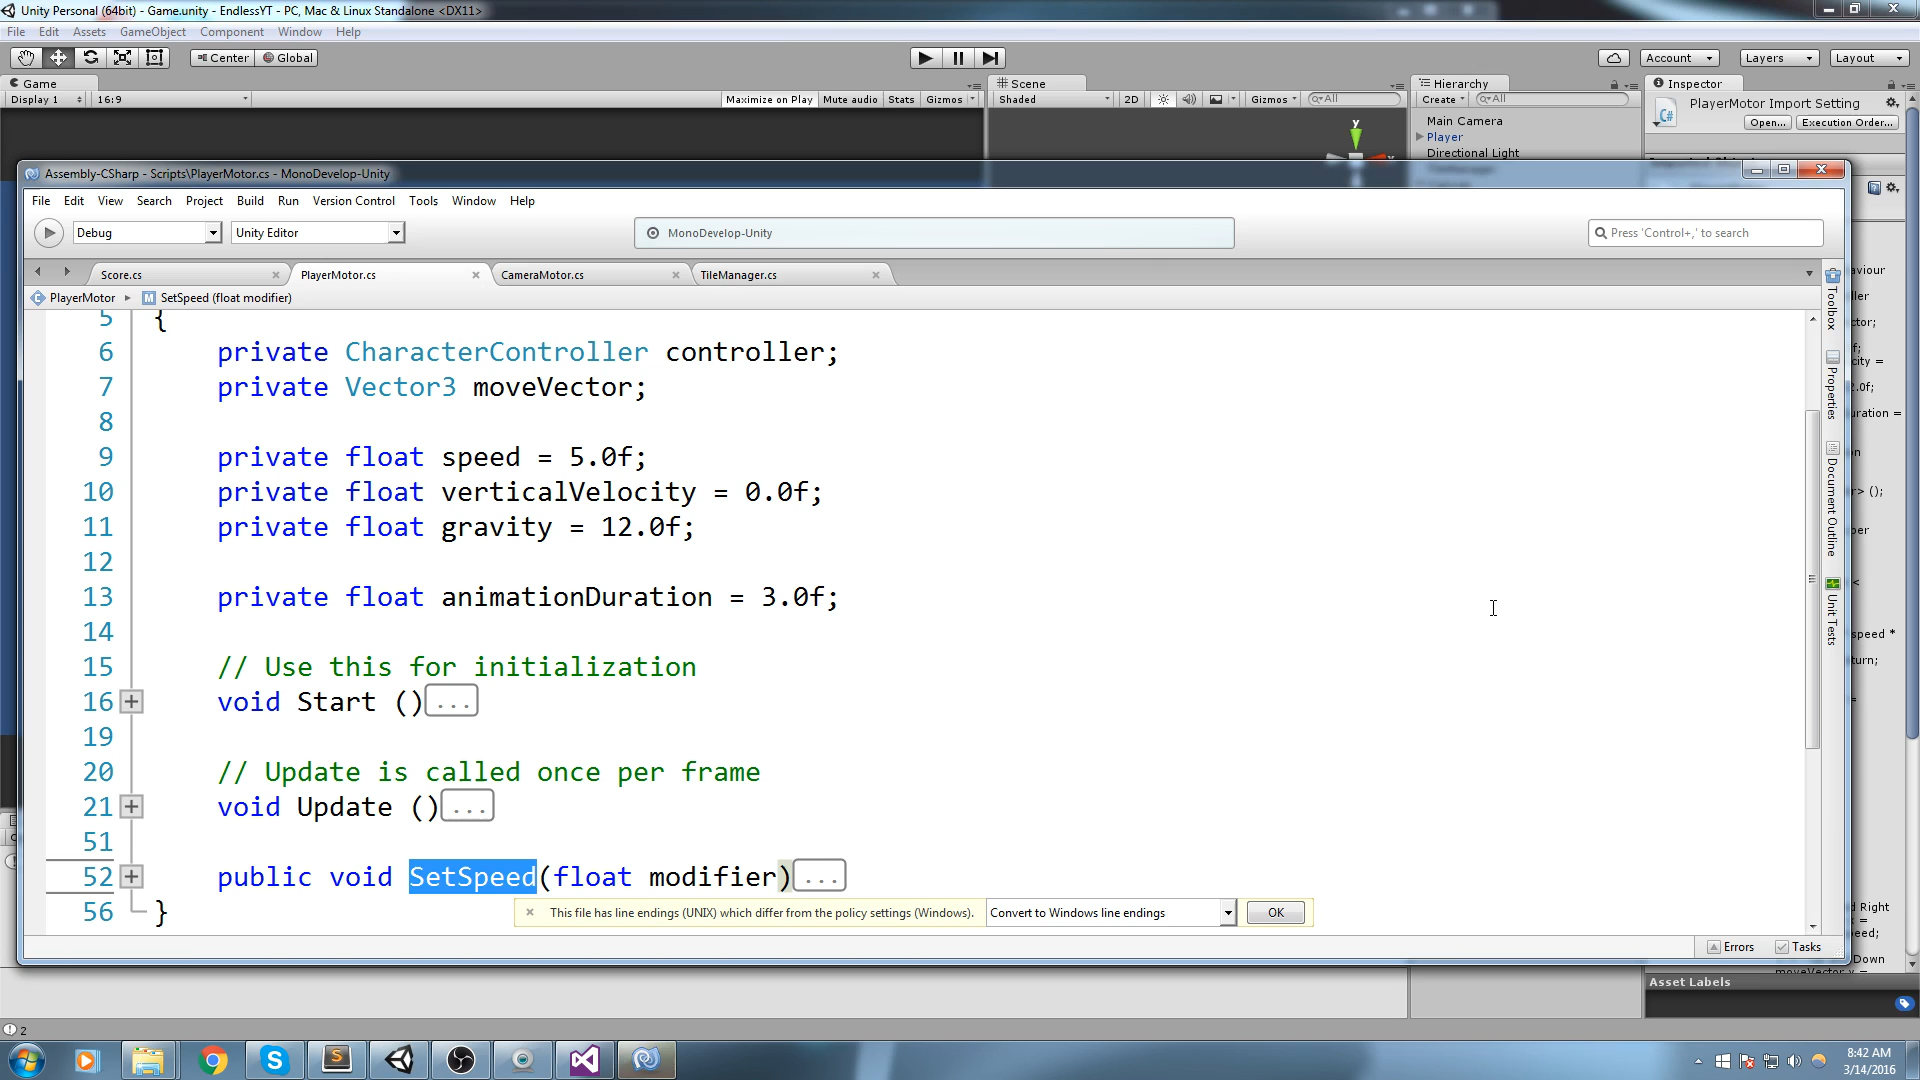 Unity Personal (64bit) - Game.unity - EndlessYT - PC, Mac & Linux Standalone <DX11>
File Edit Assets GameObject Component Window Help
Center Global Account Layers Layout
Game Scene Hierarchy Inspector
Display 1 16:9 Maximize on Play Mute audio Stats Gizmos Shaded 2D Gizmos All Create All
PlayerMotor Import Setting
Open... Execution Order...
Main Camera
Player
Directional Light
Assembly-CSharp - Scripts\PlayerMotor.cs - MonoDevelop-Unity
File Edit View Search Project Build Run Version Control Tools Window Help
Debug Unity Editor MonoDevelop-Unity Press 'Control+,' to search
Score.cs PlayerMotor.cs CameraMotor.cs TileManager.cs
PlayerMotor SetSpeed (float modifier)
5 {
6 private CharacterController controller;
7 private Vector3 moveVector;
8
9 private float speed = 5.0f;
10 private float verticalVelocity = 0.0f;
11 private float gravity = 12.0f;
12
13 private float animationDuration = 3.0f;
14
15 // Use this for initialization
16 void Start ()...
19
20 // Update is called once per frame
21 void Update ()...
51
52 public void SetSpeed(float modifier)...
56 }
This file has line endings (UNIX) which differ from the policy settings (Windows). Convert to Windows line endings OK
Errors Tasks
Toolbox
Properties
Document Outline
Unit Tests
Asset Labels
2
8:42 AM
3/14/2016